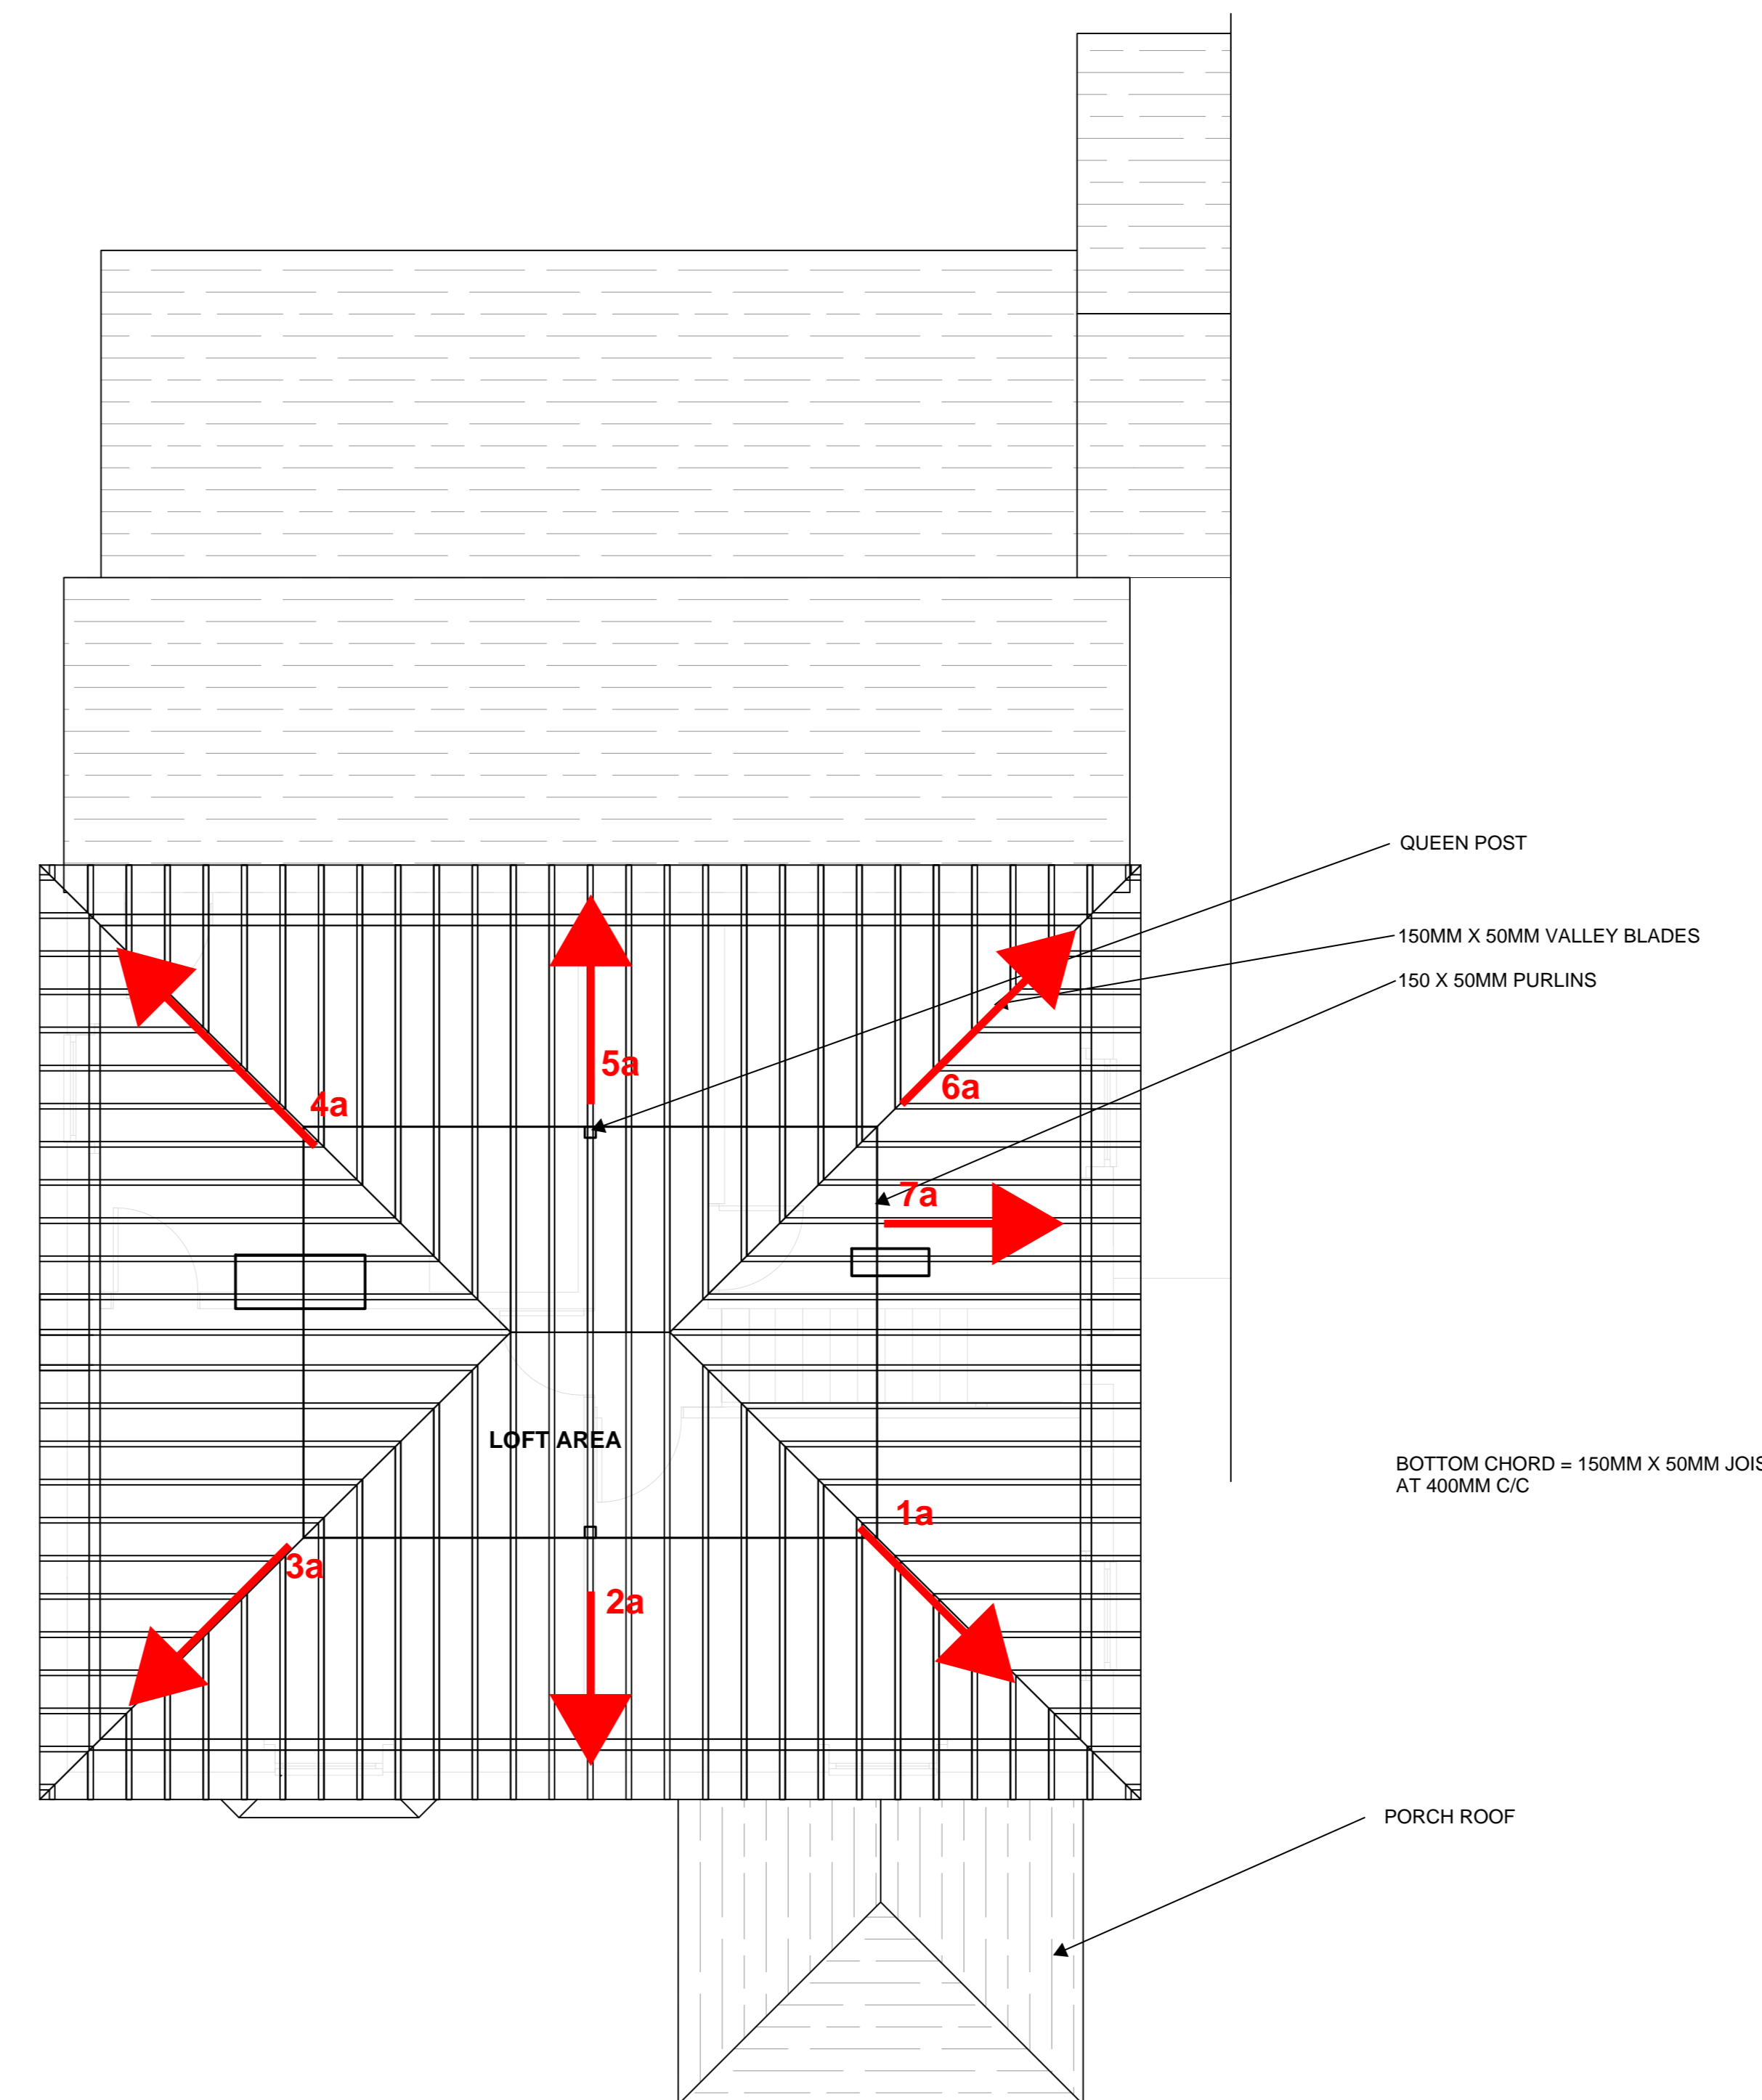 QUEEN POST
150MM X 50MM VALLEY BLADES
150 X 50MM PURLINS
5a
6a
4a
7a
LOFT AREA
BOTTOM CHORD = 150MM X 50MM JOIS
AT 400MM C/C
1a
3a
2a
PORCH ROOF